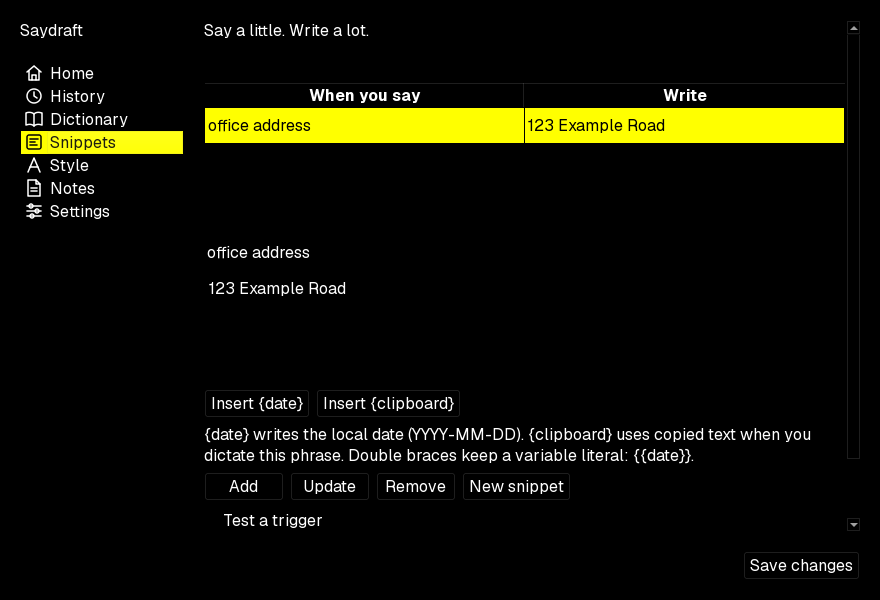 Saydraft
Say a little. Write a lot.
Home
History
Dictionary
Snippets
Style
Notes
Settings
When you say Write
office address 123 Example Road
office address
123 Example Road
Insert {date} Insert {clipboard}
{date} writes the local date (YYYY-MM-DD). {clipboard} uses copied text when you
dictate this phrase. Double braces keep a variable literal: {{date}}.
Add Update Remove New snippet
Test a trigger
Save changes